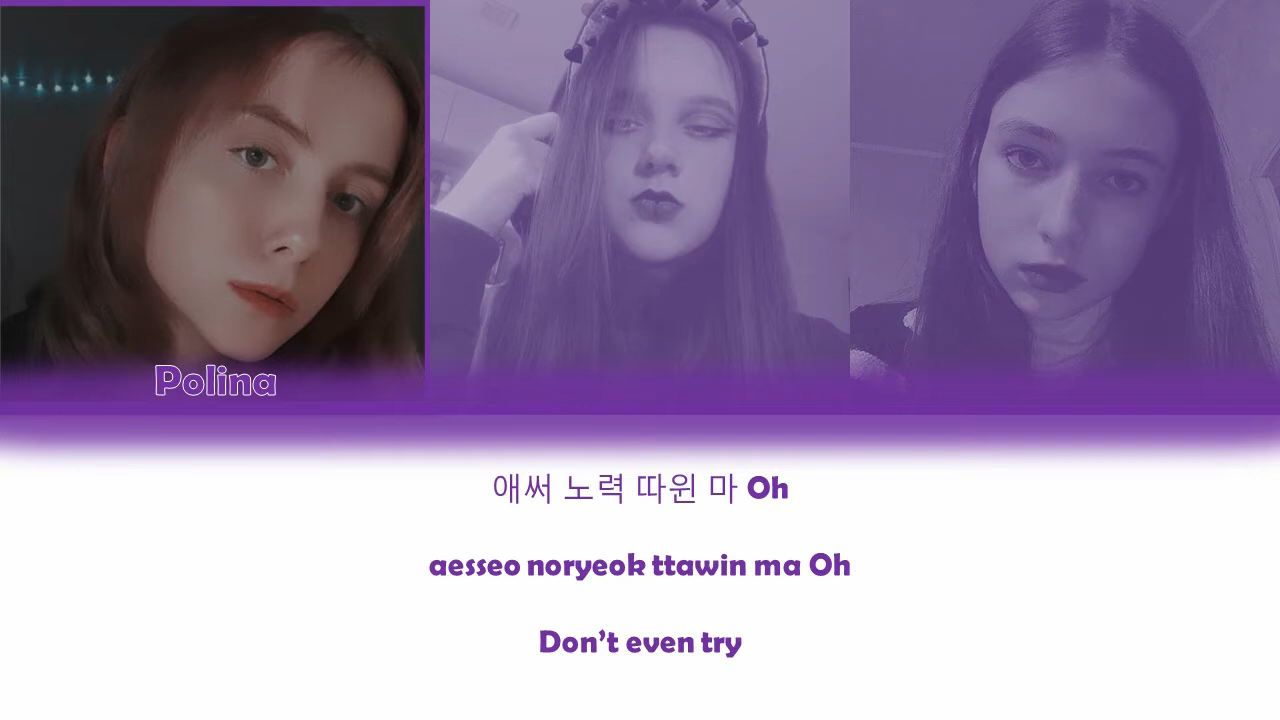 Polina
애써 노력 따윈 마 Oh
aesseo noryeok ttawin ma Oh
Don’t even try